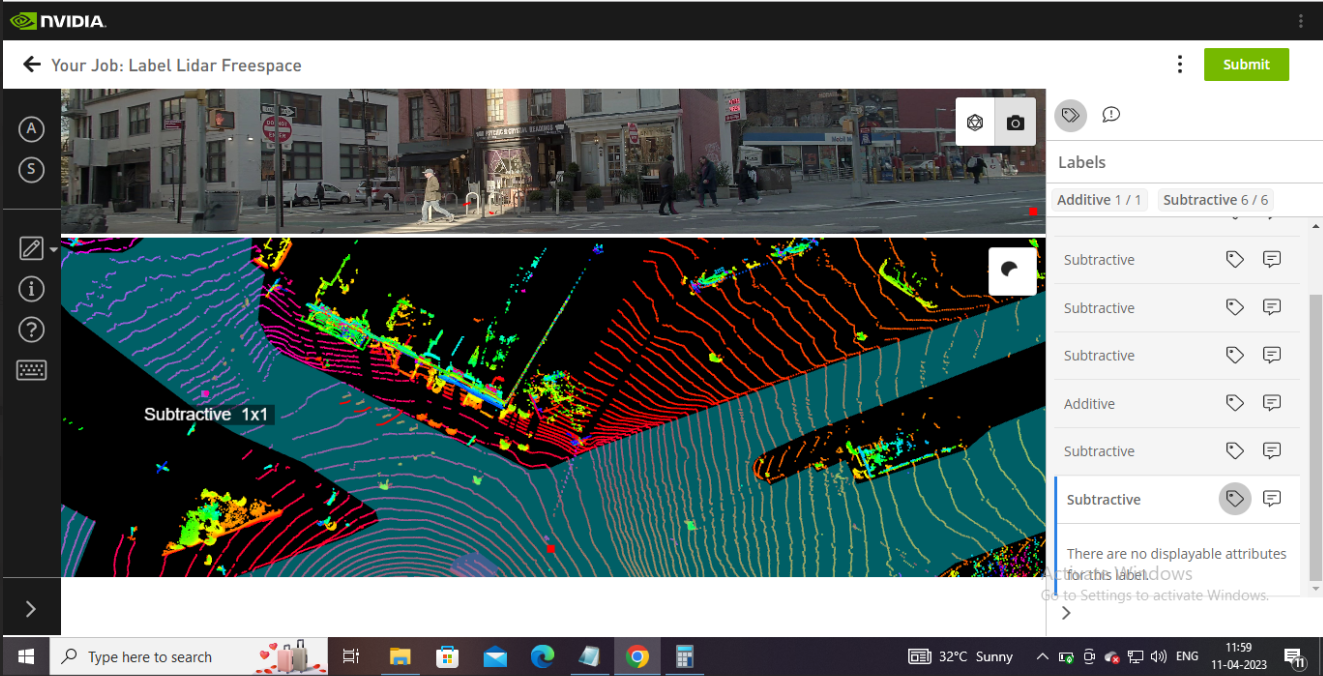 NVIDIA.
Your Job: Label Lidar Freespace
Submit
A
S
Labels
Additive 1 / 1
Subtractive 6 / 6
Subtractive
Subtractive
Subtractive
Additive
Subtractive
Subtractive
There are no displayable attributes
for this label.
Subtractive 1x1
Activate Windows
Go to Settings to activate Windows.
Type here to search
32°C Sunny
ENG
11:59
11-04-2023
11